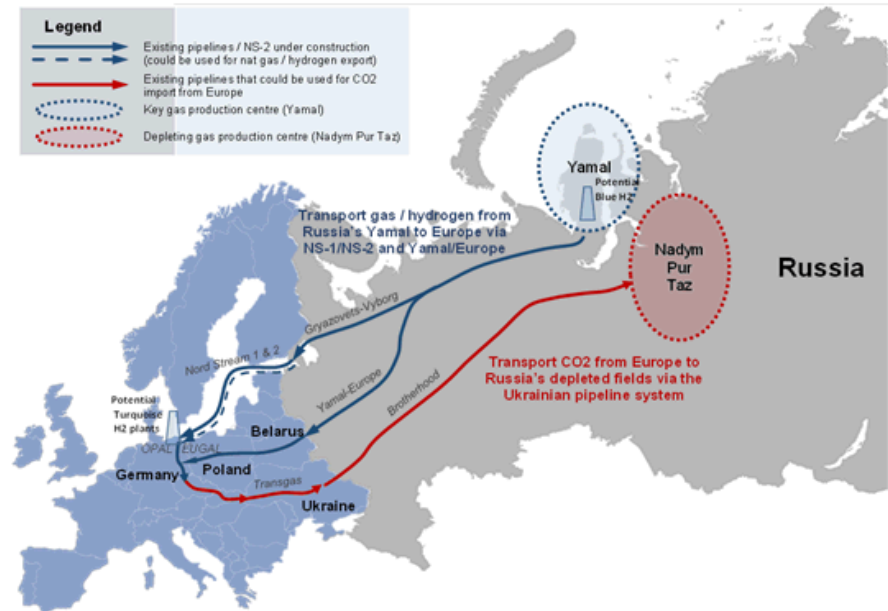 Legend
Existing pipelines / NS-2 under construction
(could be used for nat gas / hydrogen export)
Existing pipelines that could be used for CO2
import from Europe
Key gas production centre (Yamal)
Depleting gas production centre (Nadym Pur Taz)
Yamal
Potential
Blue H2
Transport gas / hydrogen from
Russia's Yamal to Europe via
NS-1/NS-2 and Yamal/Europe
Nadym
Pur
Taz
Russia
Gryazovets-Vyborg
Nord Stream 1 & 2
Yamal-Europe
Brotherhood
Transport CO2 from Europe to
Russia's depleted fields via the
Ukrainian pipeline system
Potential
Turquoise
H2 plants
Belarus
OPAL
EUGAL
Poland
Germany
Transgas
Ukraine